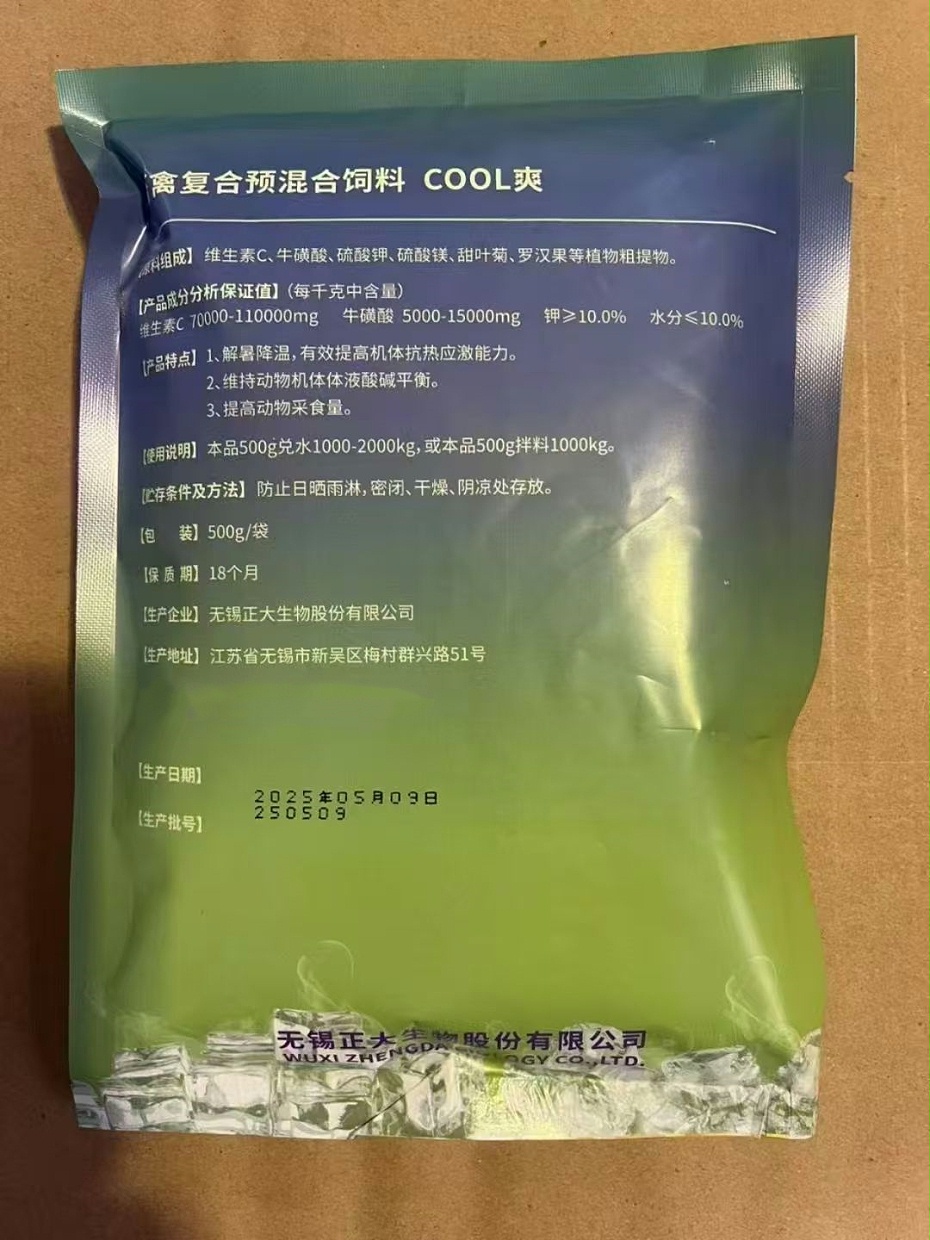 禽复合预混合饲料 COOL爽
【原料组成】 维生素C、牛磺酸、硫酸钾、硫酸镁、甜叶菊、罗汉果等植物粗提物。
【产品成分分析保证值】（每千克中含量）
维生素C 70000-110000mg 牛磺酸 5000-15000mg 钾≥10.0% 水分≤10.0%
【产品特点】 1、解暑降温，有效提高机体抗热应激能力。
2、维持动物机体体液酸碱平衡。
3、提高动物采食量。
【使用说明】 本品500g兑水1000-2000kg，或本品500g拌料1000kg。
【贮存条件及方法】 防止日晒雨淋，密闭、干燥、阴凉处存放。
【包 装】 500g/袋
【保 质 期】 18个月
【生产企业】 无锡正大生物股份有限公司
【生产地址】 江苏省无锡市新吴区梅村群兴路51号
【生产日期】 2025年05月09日
【生产批号】 250509
无锡正大生物股份有限公司
WUXI ZHENGDA CO.,LTD.